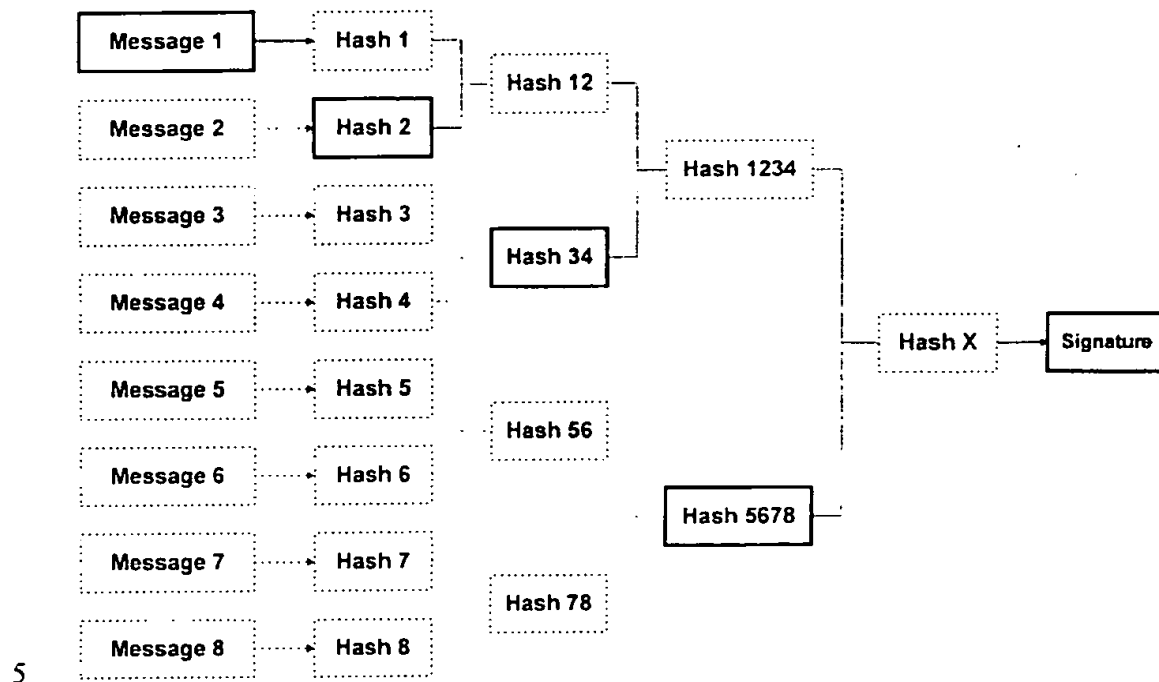 Message 1 Hash 1
Hash 12
Message 2 Hash 2
Hash 1234
Message 3 Hash 3
Hash 34
Message 4 Hash 4
Hash X Signature
Message 5 Hash 5
Hash 56
Message 6 Hash 6
Hash 5678
Message 7 Hash 7
Hash 78
Message 8 Hash 8
5